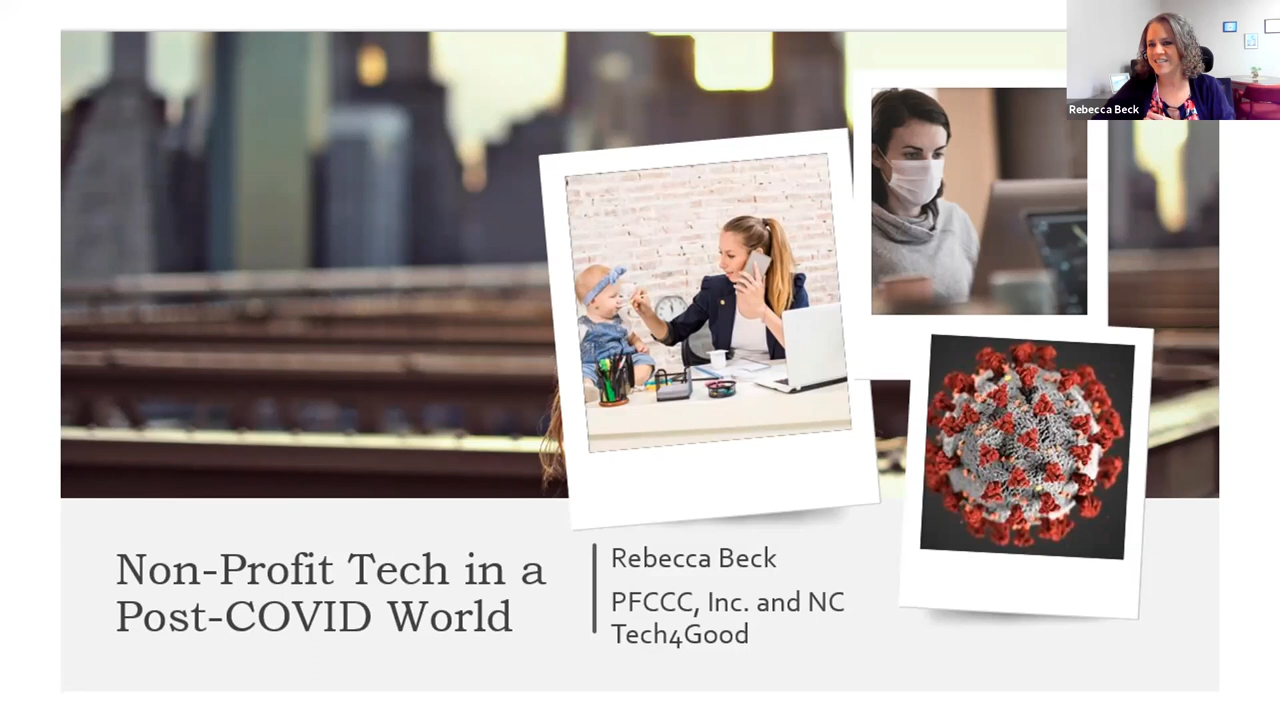 Rebecca Beck
Non-Profit Tech in a
Post-COVID World
Rebecca Beck
PFCCC, Inc. and NC
Tech4Good